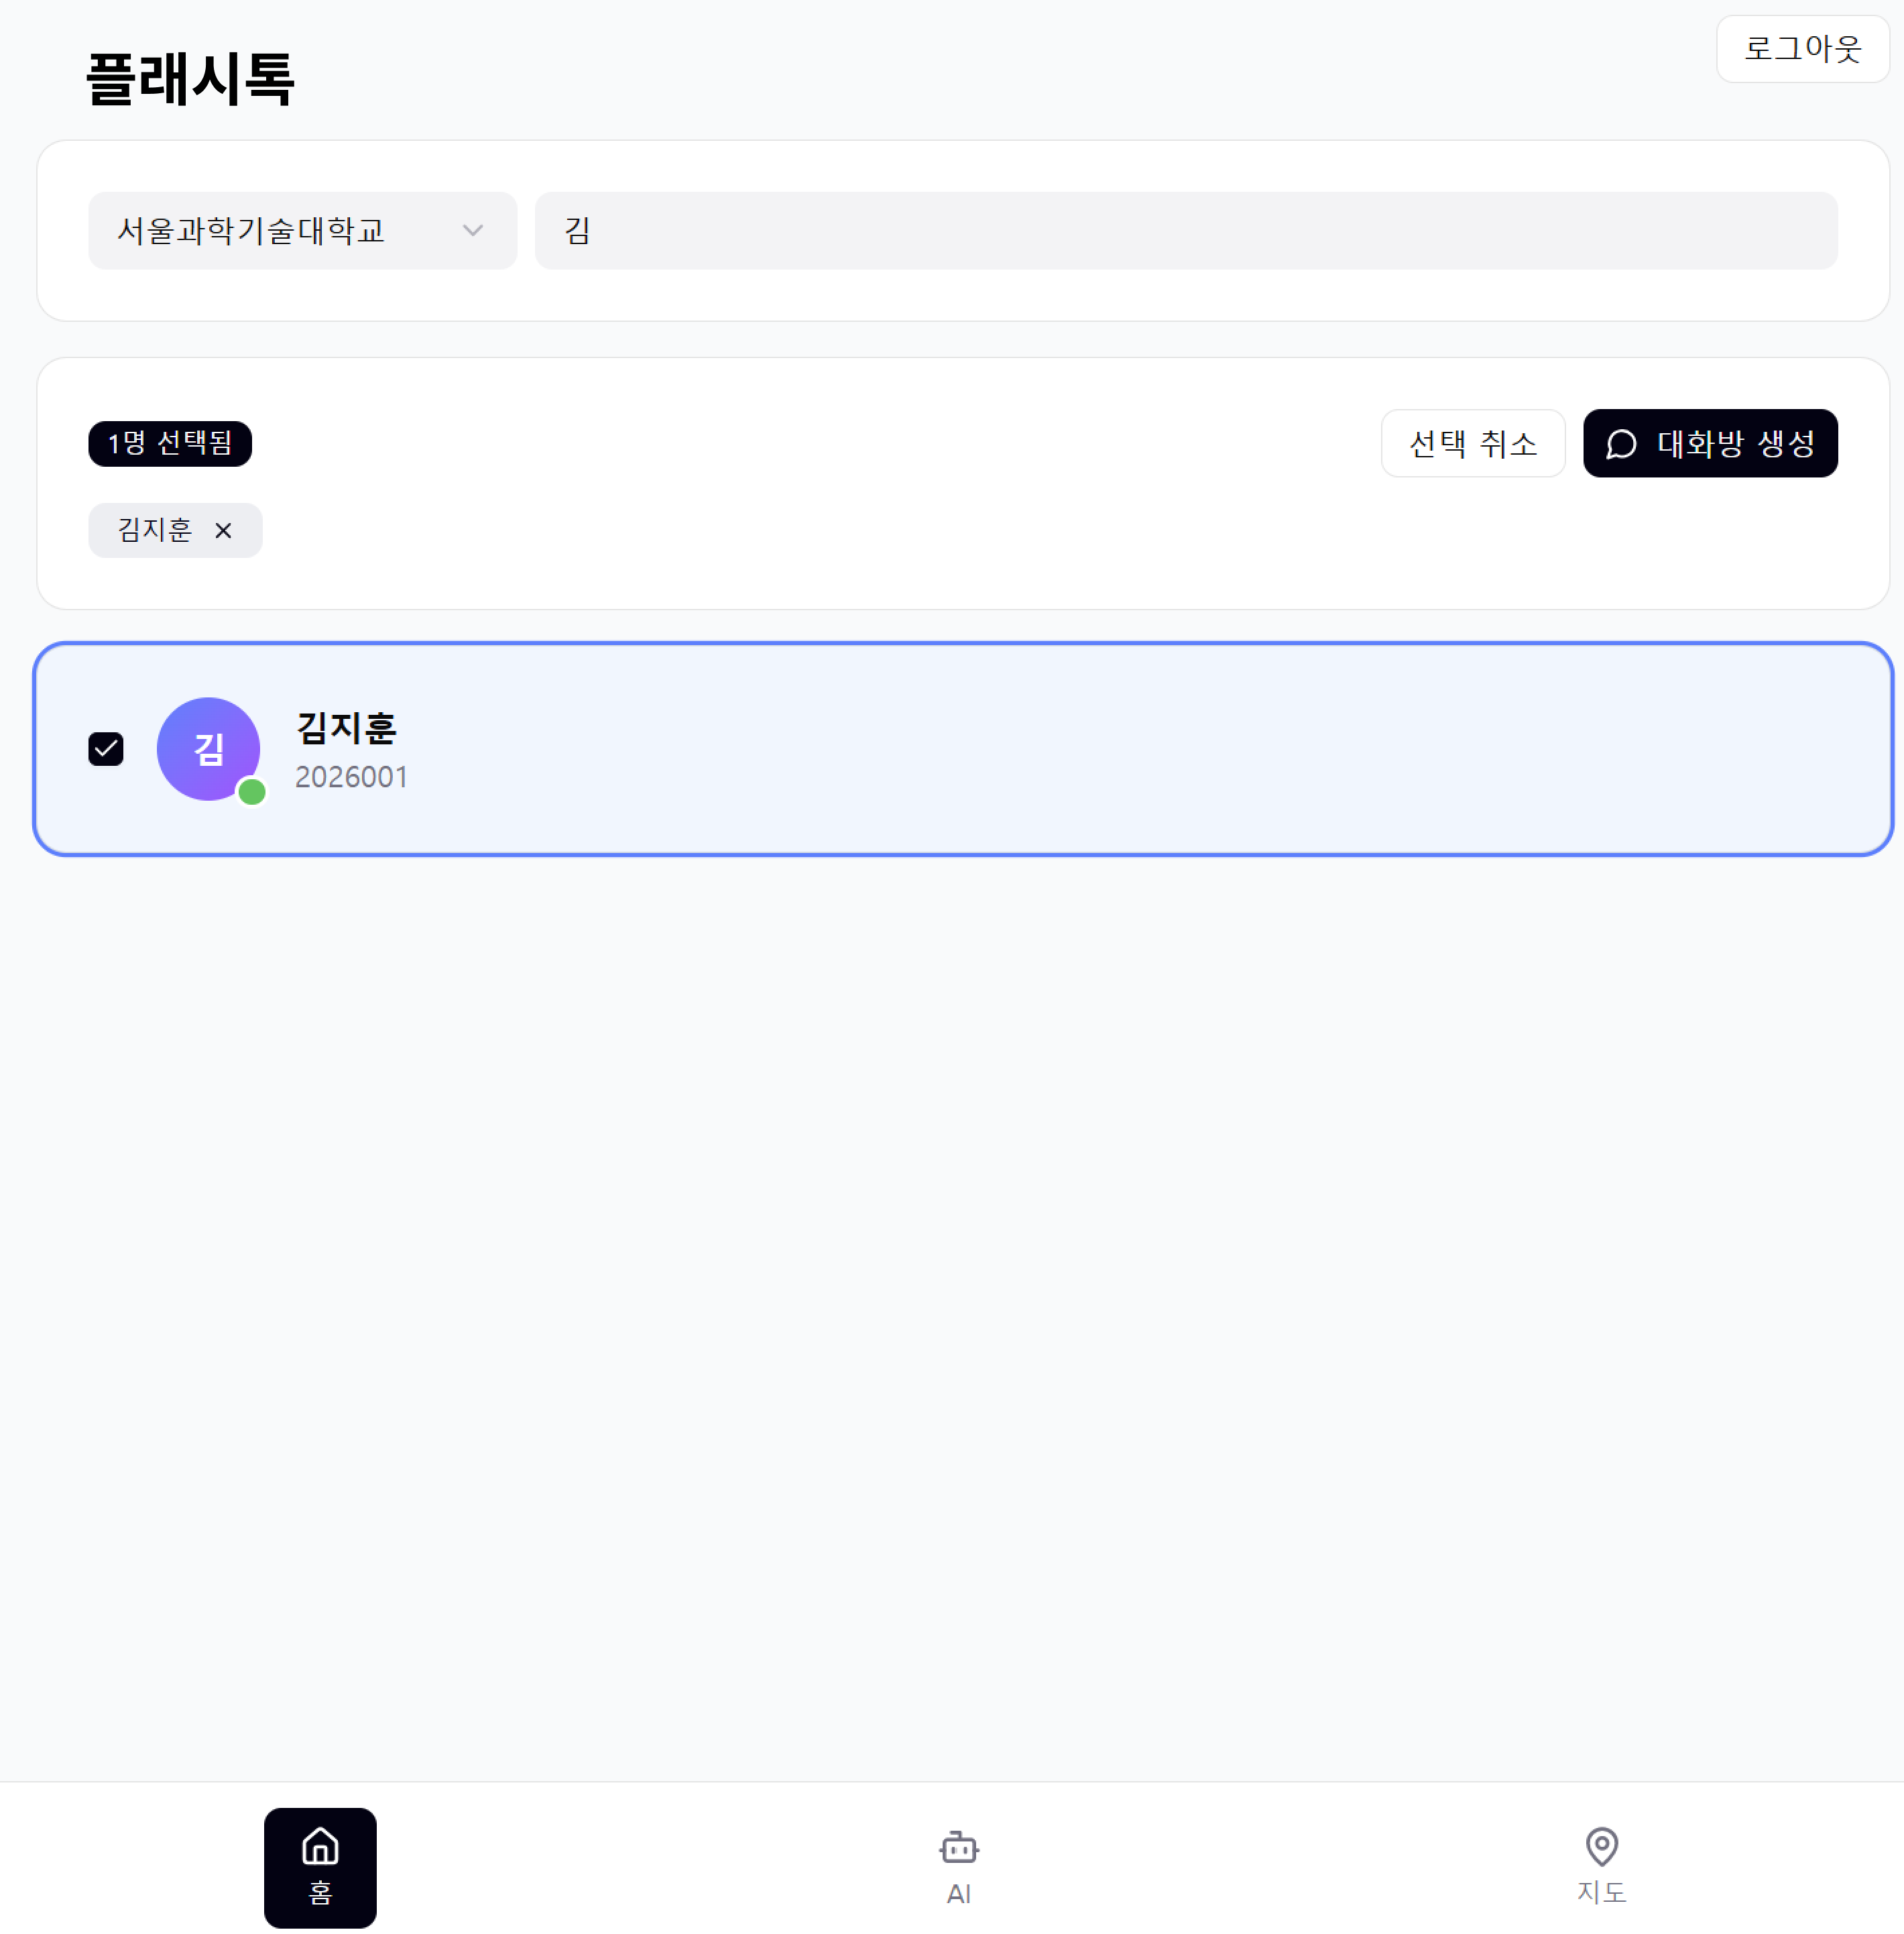 플래시톡
로그아웃
서울과학기술대학교
김
1명 선택됨
선택 취소
대화방 생성
김지훈
김
김지훈
2026001
홈
AI
지도